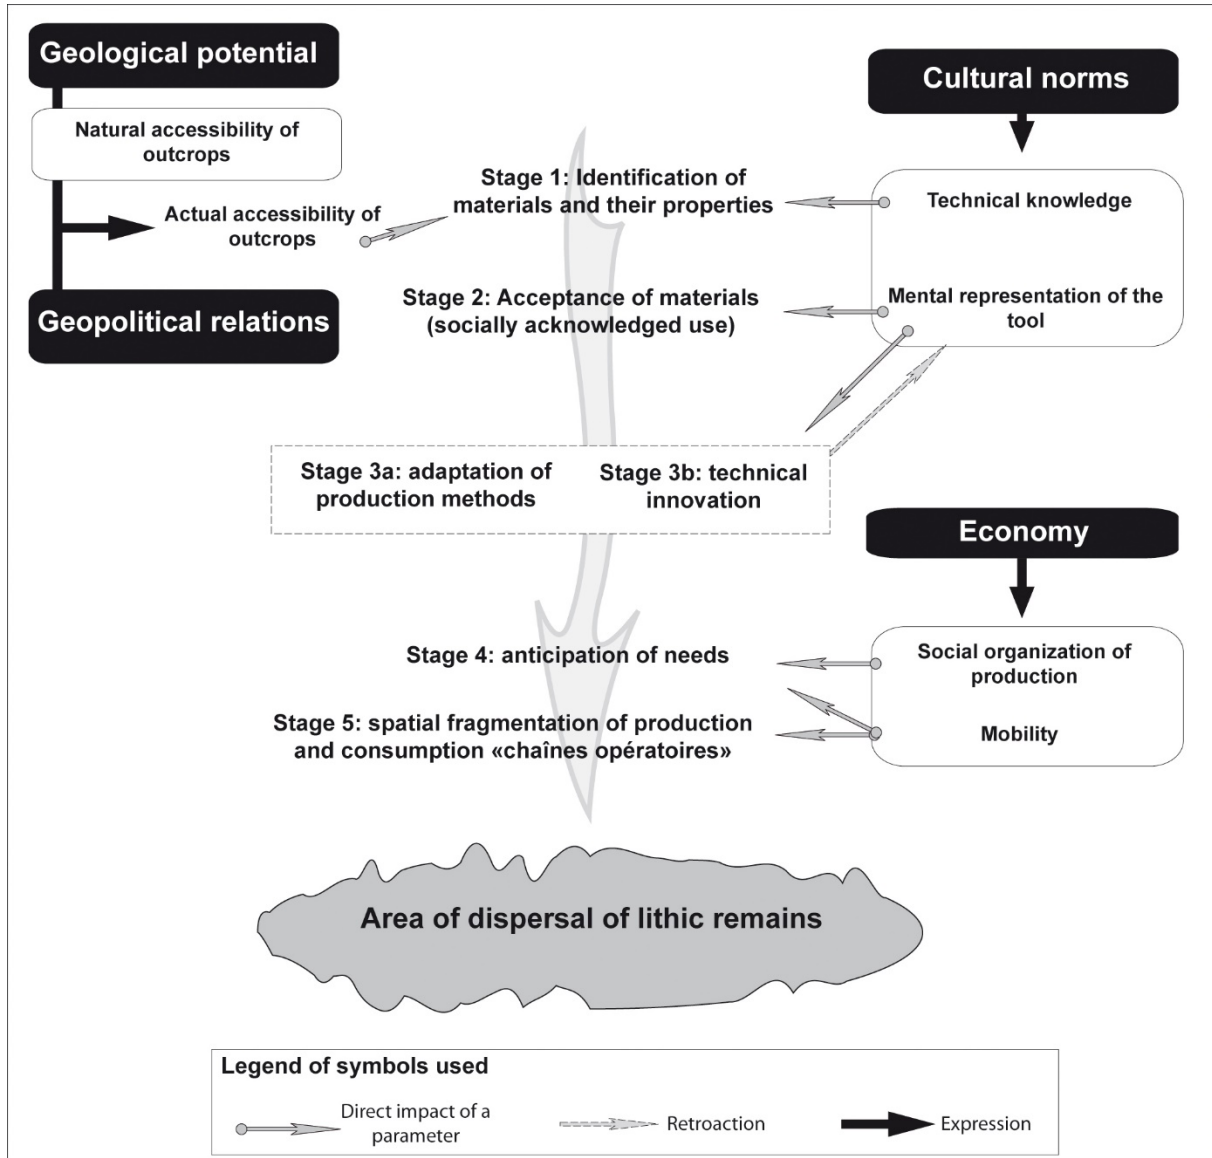 Geological potential
Natural accessibility of
outcrops
Actual accessibility of
outcrops
Geopolitical relations
Cultural norms
Technical knowledge
Mental representation of the
tool
Stage 1: Identification of
materials and their properties
Stage 2: Acceptance of materials
(socially acknowledged use)
Stage 3a: adaptation of
production methods
Stage 3b: technical
innovation
Economy
Social organization of
production
Mobility
Stage 4: anticipation of needs
Stage 5: spatial fragmentation of production
and consumption «chaînes opératoires»
Area of dispersal of lithic remains
Legend of symbols used
Direct impact of a
parameter
Retroaction
Expression